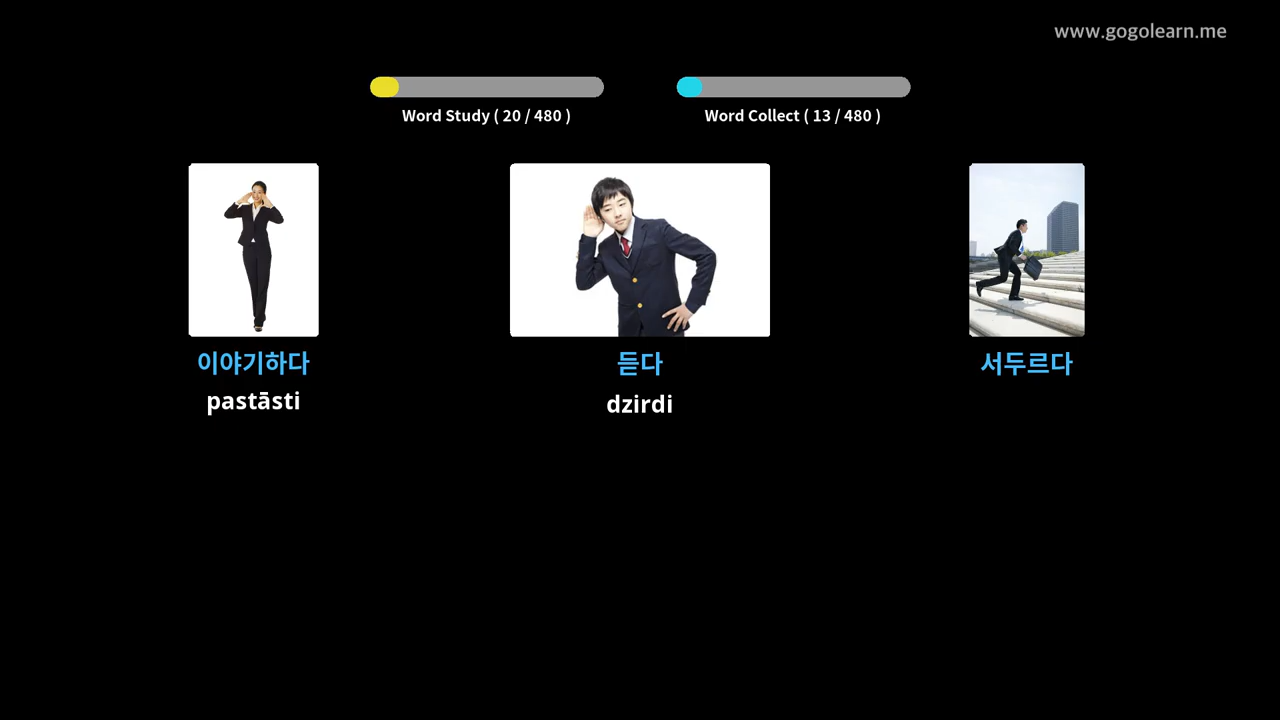 www.gogolearn.me
Word Study ( 20 / 480 )
Word Collect ( 13 / 480 )
이야기하다
pastāsti
듣다
dzirdi
서두르다